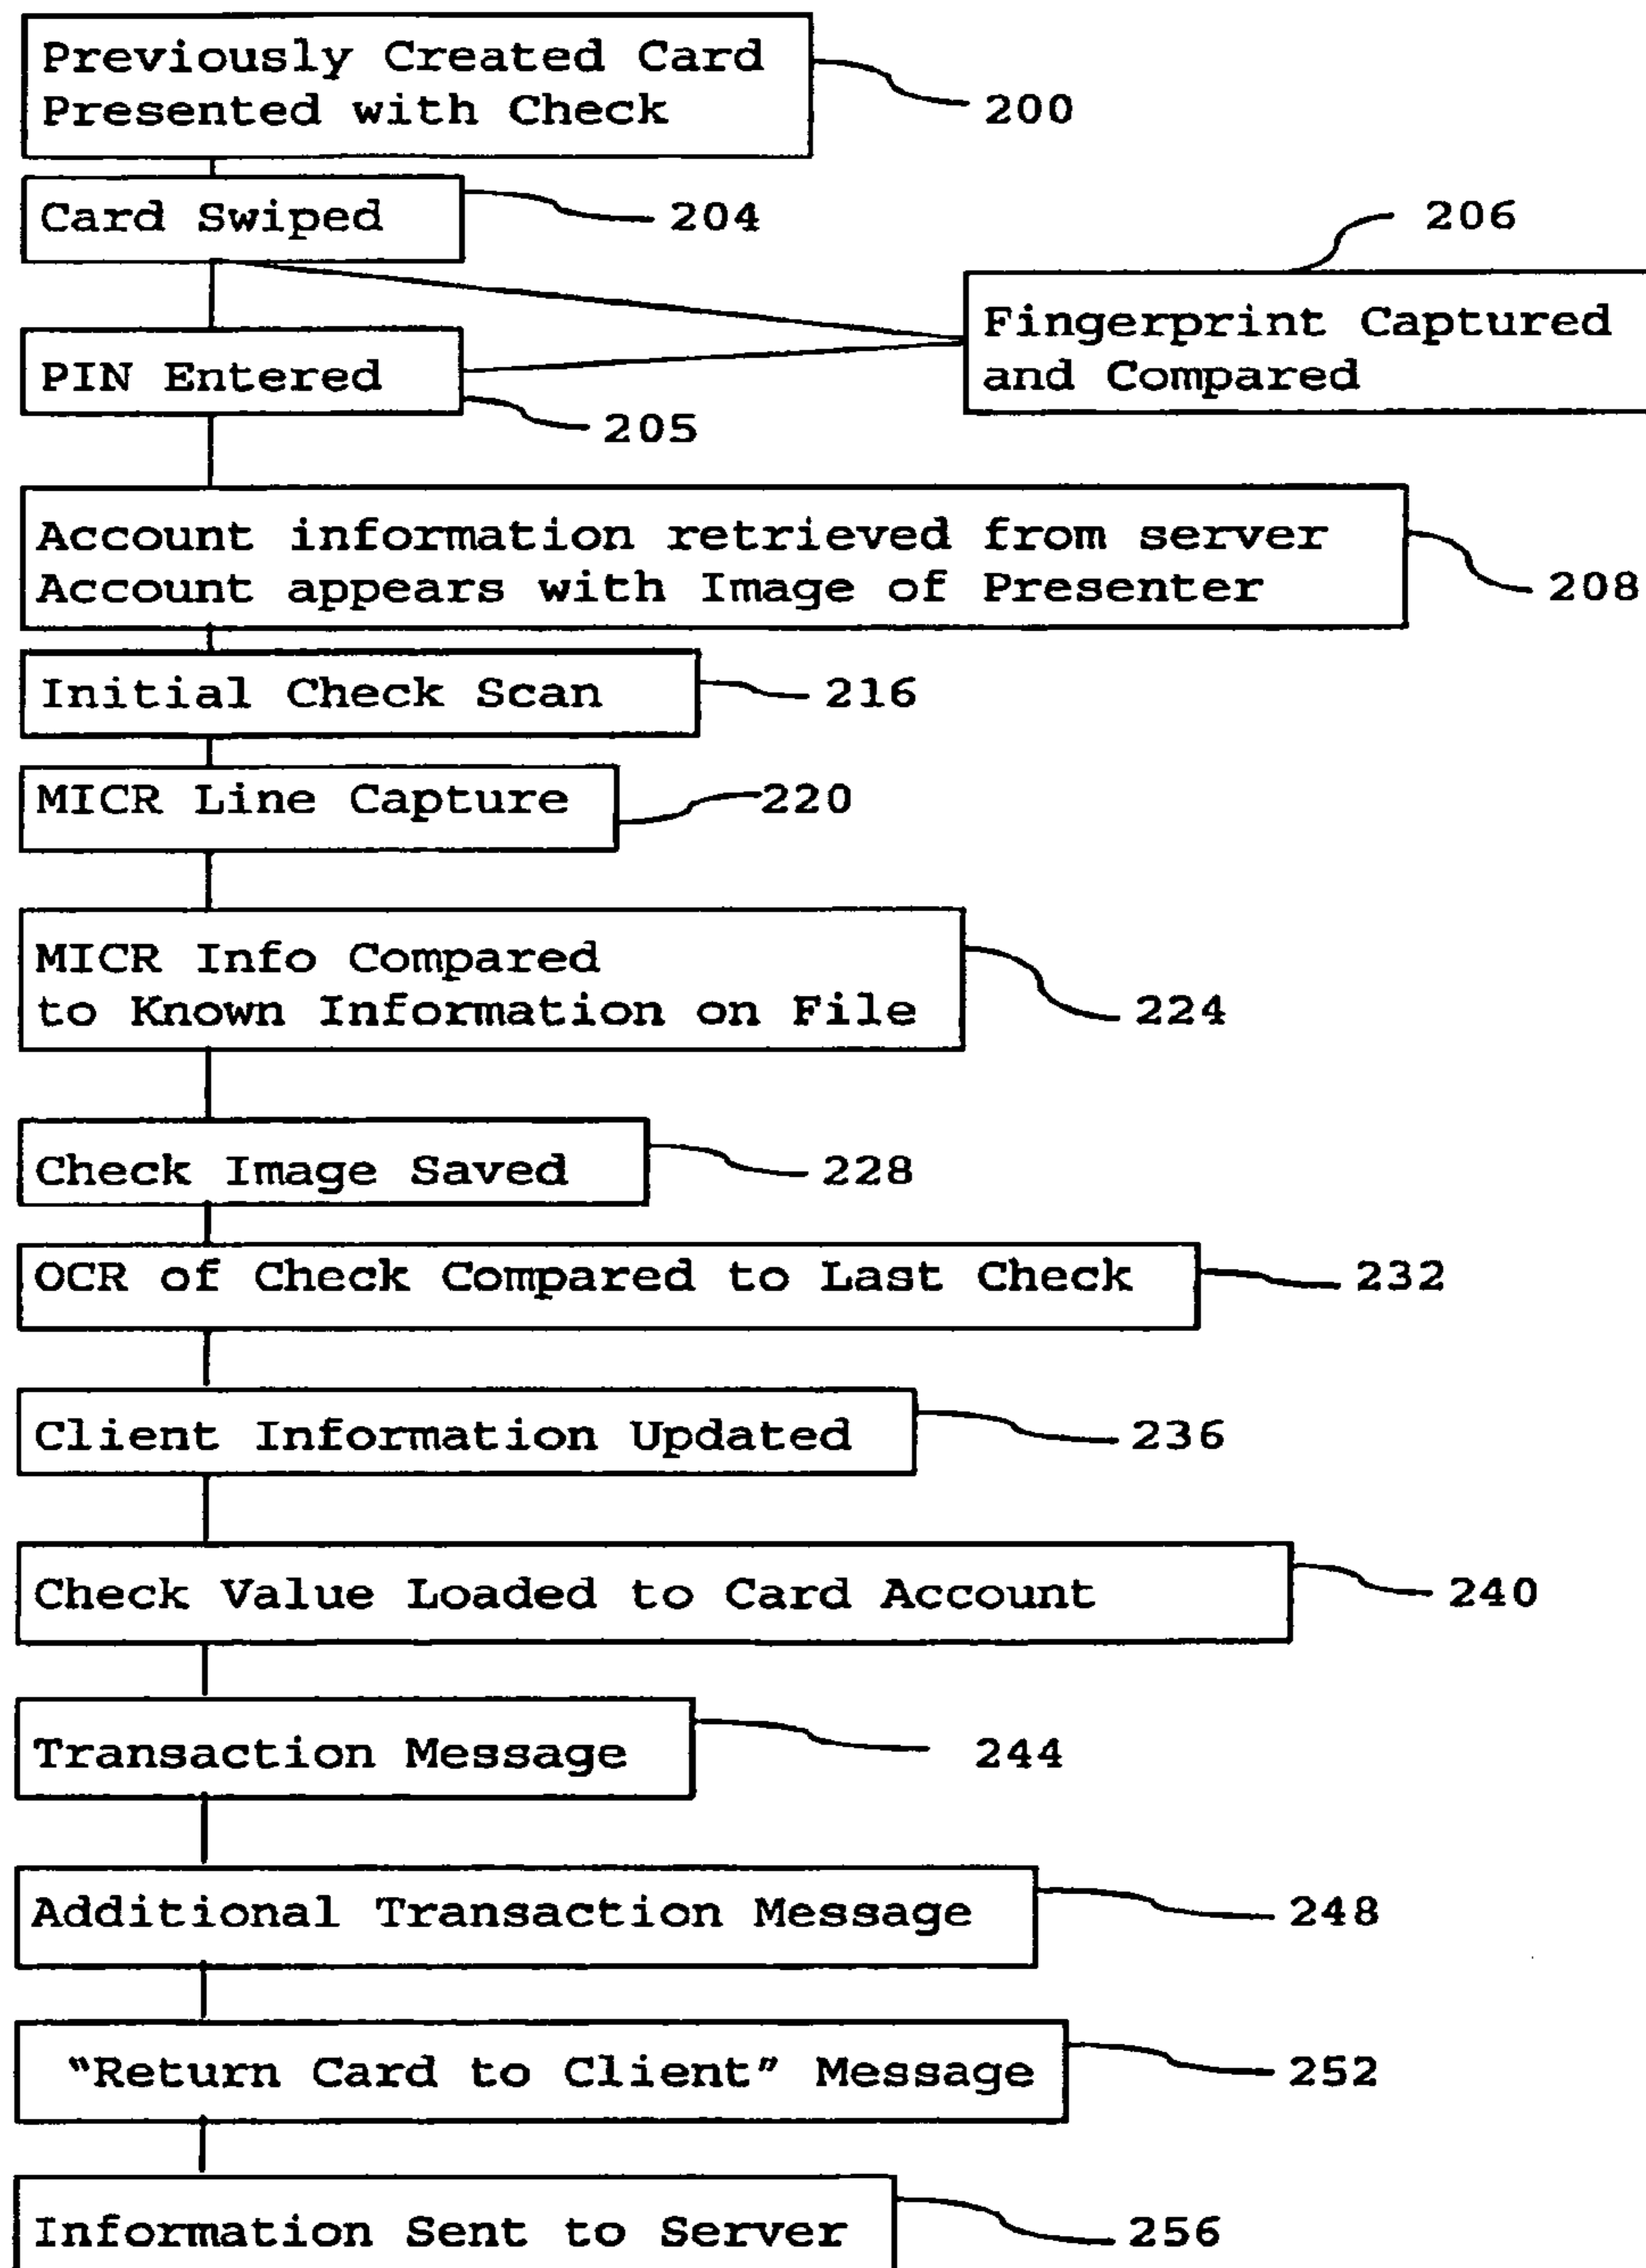 Previously Created Card
Presented with Check
200
Card Swiped
204
206
Fingerprint Captured
and Compared
PIN Entered
205
Account information retrieved from server
Account appears with Image of Presenter
208
Initial Check Scan
216
MICR Line Capture
220
MICR Info Compared
to Known Information on File
224
Check Image Saved
228
OCR of Check Compared to Last Check
232
Client Information Updated
236
Check Value Loaded to Card Account
240
Transaction Message
244
Additional Transaction Message
248
“Return Card to Client” Message
252
Information Sent to Server
256